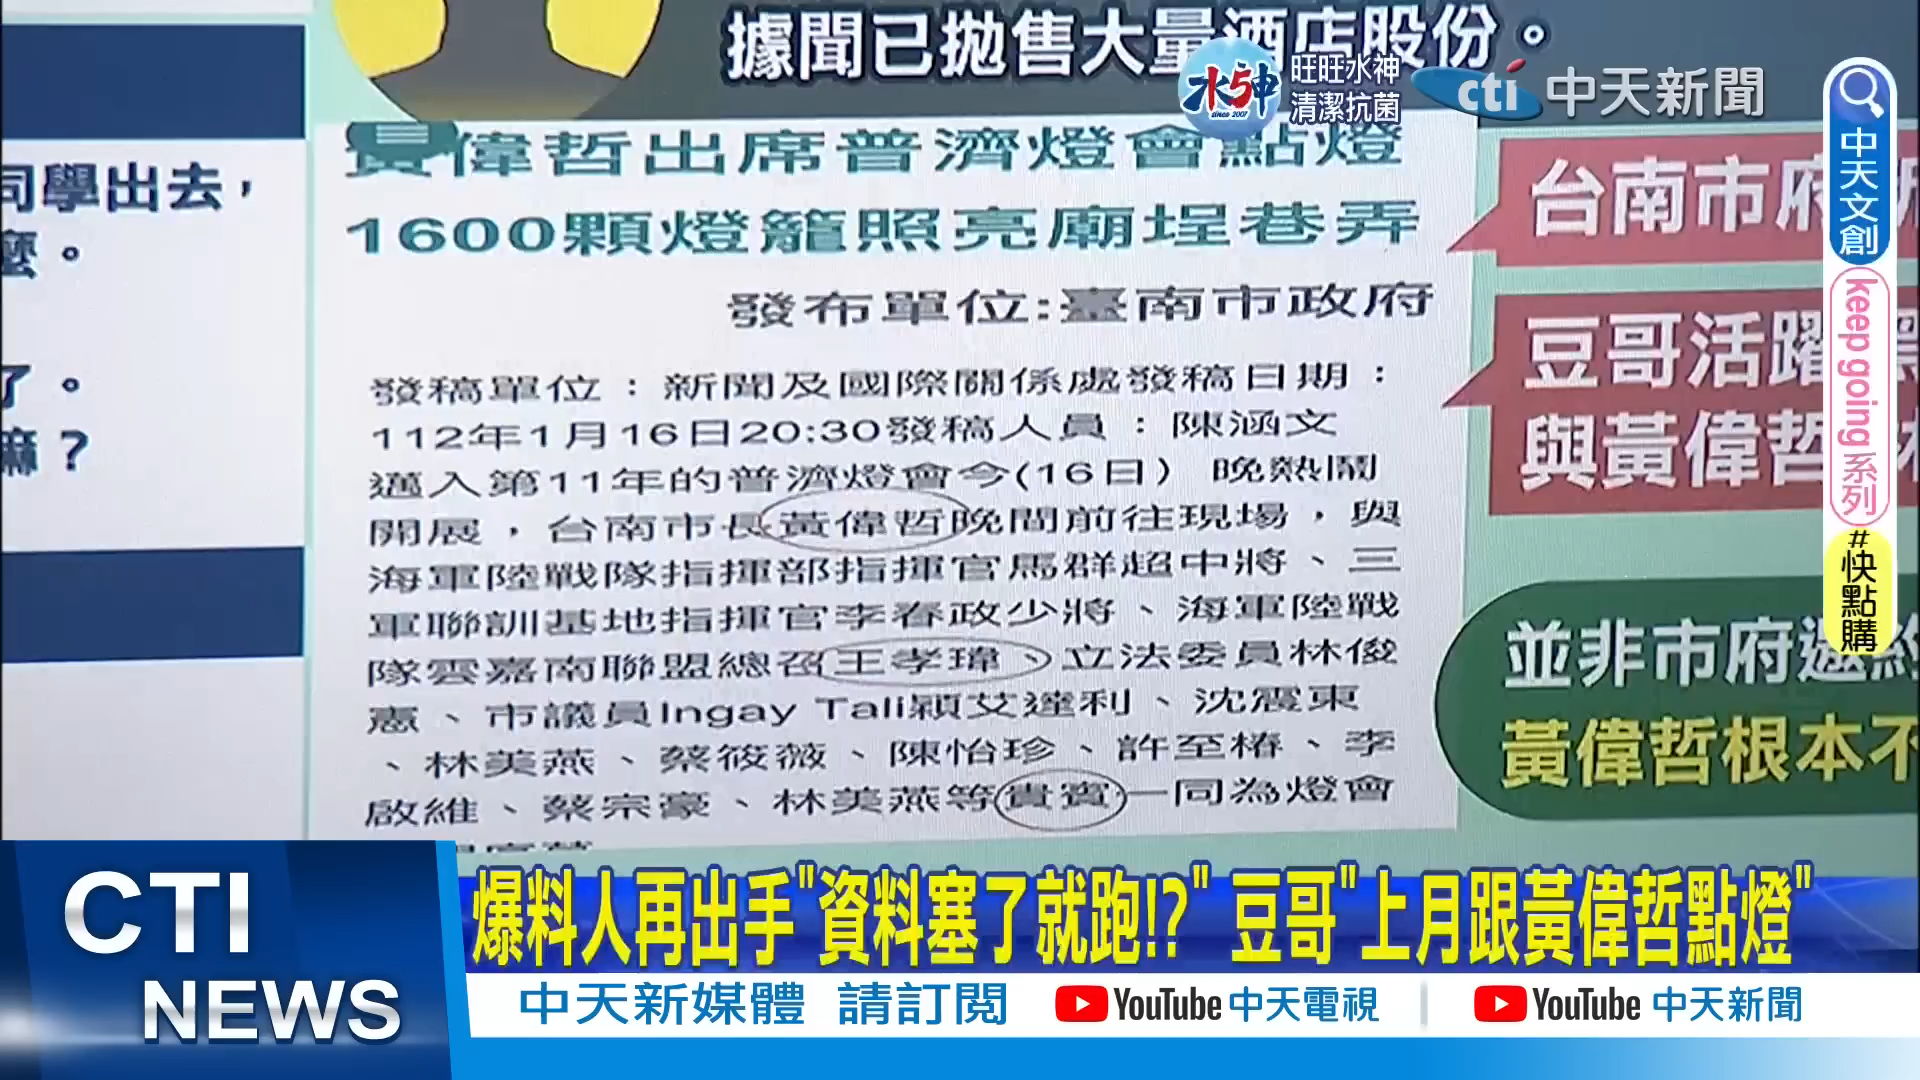 據聞已拋售大量酒店股份。
水神
since 2007
旺旺水神
清潔抗菌
cti 中天新聞
中天文創
keep going 系列
#快點購
同學出去,
麼。
了。
嘛?
黃偉哲出席普濟燈會點燈
1600顆燈籠照亮廟埕巷弄
發布單位:臺南市政府
發稿單位:新聞及國際關係處發稿日期:
112年1月16日20:30發稿人員:陳涵文
邁入第11年的普濟燈會今(16日) 晚熱鬧
開展,台南市長黃偉哲晚間前往現場,與
海軍陸戰隊指揮部指揮官馬群超中將、三
軍聯訓基地指揮官李春政少將、海軍陸戰
隊雲嘉南聯盟總召王孝瑋、立法委員林俊
憲、市議員Ingay Tali穎艾達利、沈震東
、林美燕、蔡筱薇、陳怡珍、許至椿、李
啟維、蔡宗豪、林美燕等貴賓一同為燈會
台南市府
豆哥活躍
與黃偉哲
並非市府邀約
黃偉哲根本不
CTI NEWS
爆料人再出手"資料塞了就跑!?" 豆哥"上月跟黃偉哲點燈"
中天新媒體 請訂閱 YouTube 中天電視 | YouTube 中天新聞